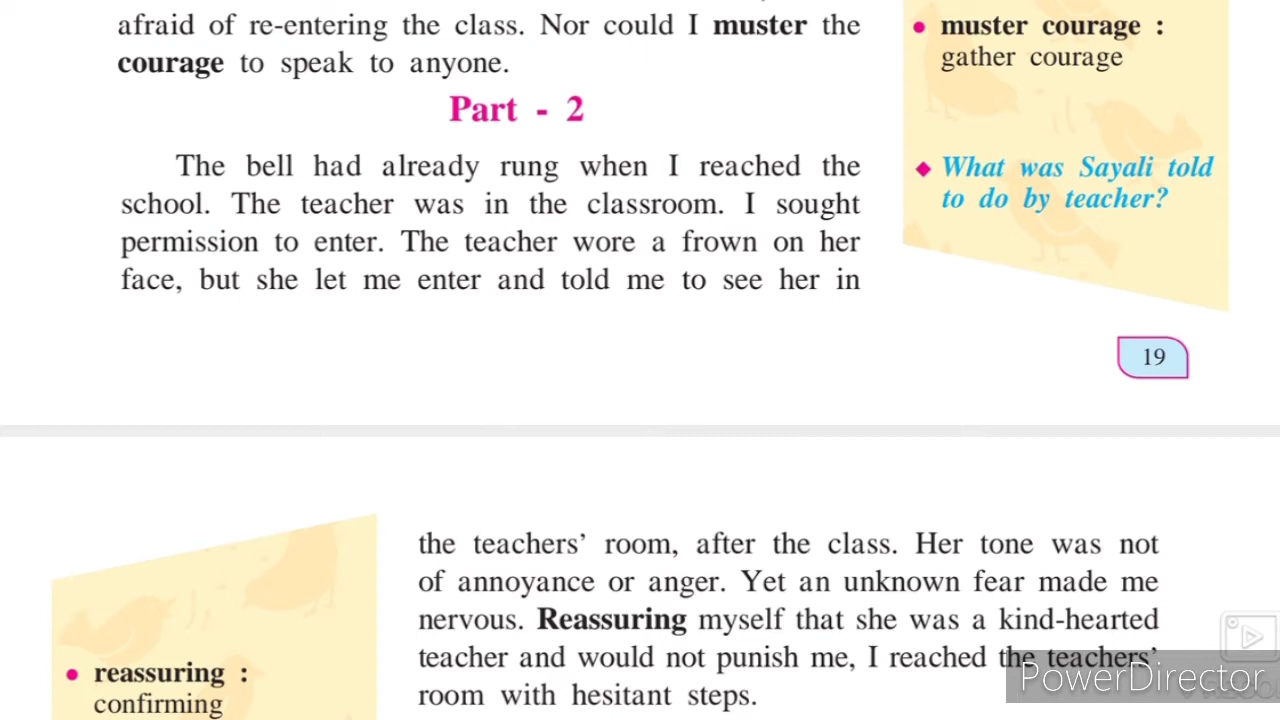 afraid of re-entering the class. Nor could I muster the
courage to speak to anyone.
• muster courage :
gather courage
Part - 2
The bell had already rung when I reached the
school. The teacher was in the classroom. I sought
permission to enter. The teacher wore a frown on her
face, but she let me enter and told me to see her in
◆ What was Sayali told
to do by teacher?
19
the teachers’ room, after the class. Her tone was not
of annoyance or anger. Yet an unknown fear made me
nervous. Reassuring myself that she was a kind-hearted
teacher and would not punish me, I reached the teachers’
room with hesitant steps.
• reassuring :
confirming
PowerDirector